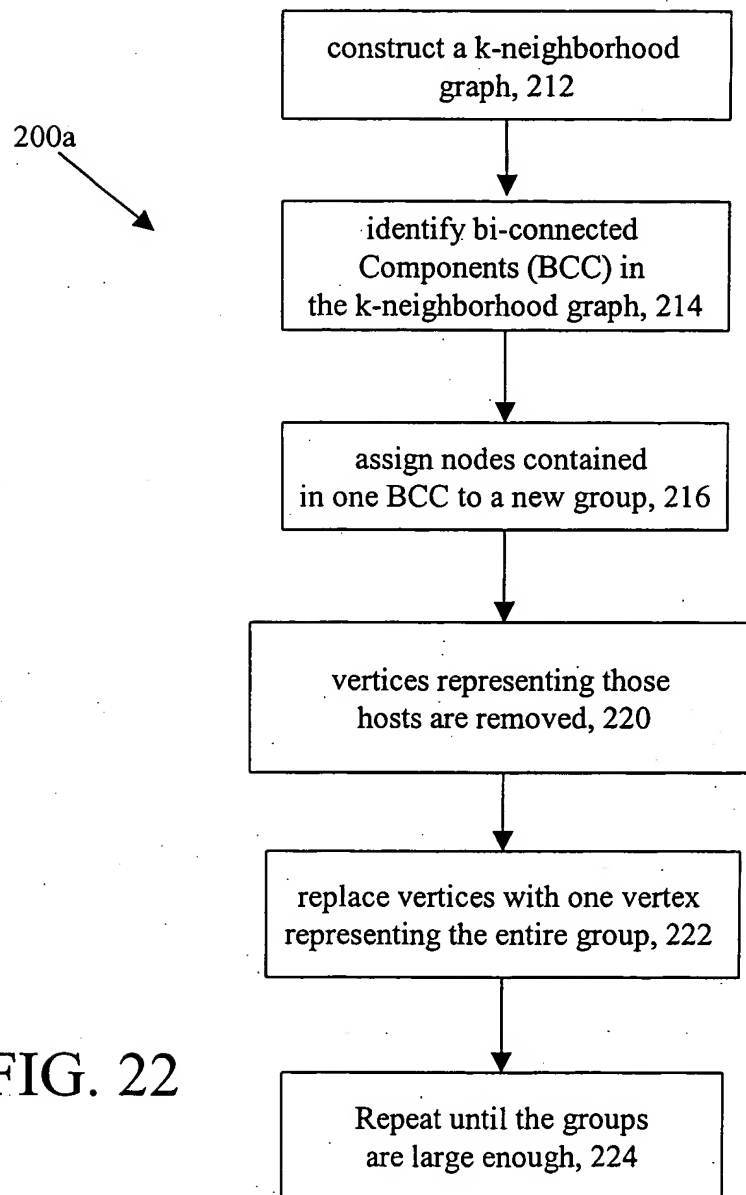 construct a k-neighborhood
graph, 212
200a
identify bi-connected
Components (BCC) in
the k-neighborhood graph, 214
assign nodes contained
in one BCC to a new group, 216
vertices representing those
hosts are removed, 220
replace vertices with one vertex
representing the entire group, 222
FIG. 22
Repeat until the groups
are large enough, 224